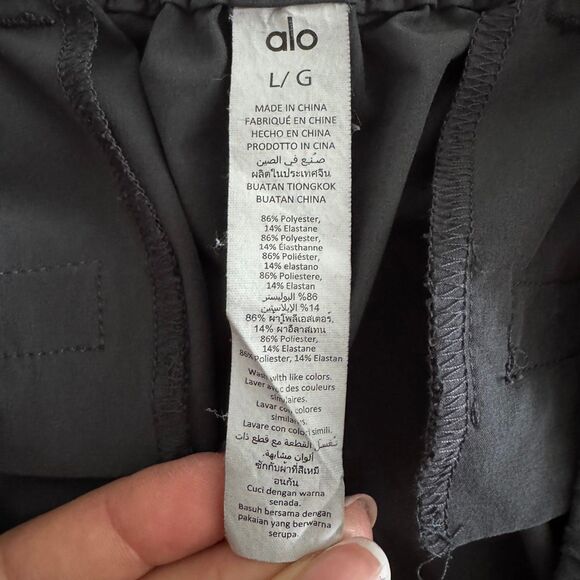 alo
L/ G
MADE IN CHINA
FABRIQUÉ EN CHINE
HECHO EN CHINA
PRODOTTO IN CINA
صنع في الصين
ผลิตในประเทศจีน
BUATAN TIONGKOK
BUATAN CHINA
86% Polyester,
14% Elastane
86% Polyester,
14% Élasthanne
86% Poliéster,
14% elastano
86% Poliestere,
14% Elastan
86% البوليستر
14% الإيلاستين
86% ผ้าโพลีเอสเตอร์,
14% ผ้าอีลาสเทน
86% Poliester,
14% Elastane
86% Poliester, 14% Elastan
Wash with like colors.
Laver avec des couleurs
similaires.
Lavar con colores
similares.
Lavare con colori simili.
تغسل القطعة مع قطع ذات
ألوان مشابهة.
ซักกับผ้าที่สีเหมื
อนกัน
Cuci dengan warna
senada.
Basuh bersama dengan
pakaian yang berwarna
serupa.